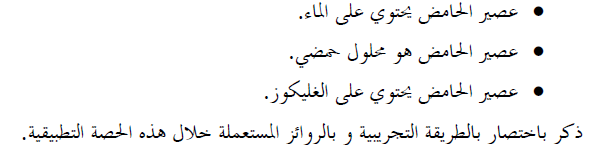 • عصير الحامض يحتوي على الماء.
• عصير الحامض هو محلول حمضي.
• عصير الحامض يحتوي على الغليكوز.
ذكر باختصار بالطريقة التجريبية و بالروائز المستعملة خلال هذه الحصة التطبيقية.